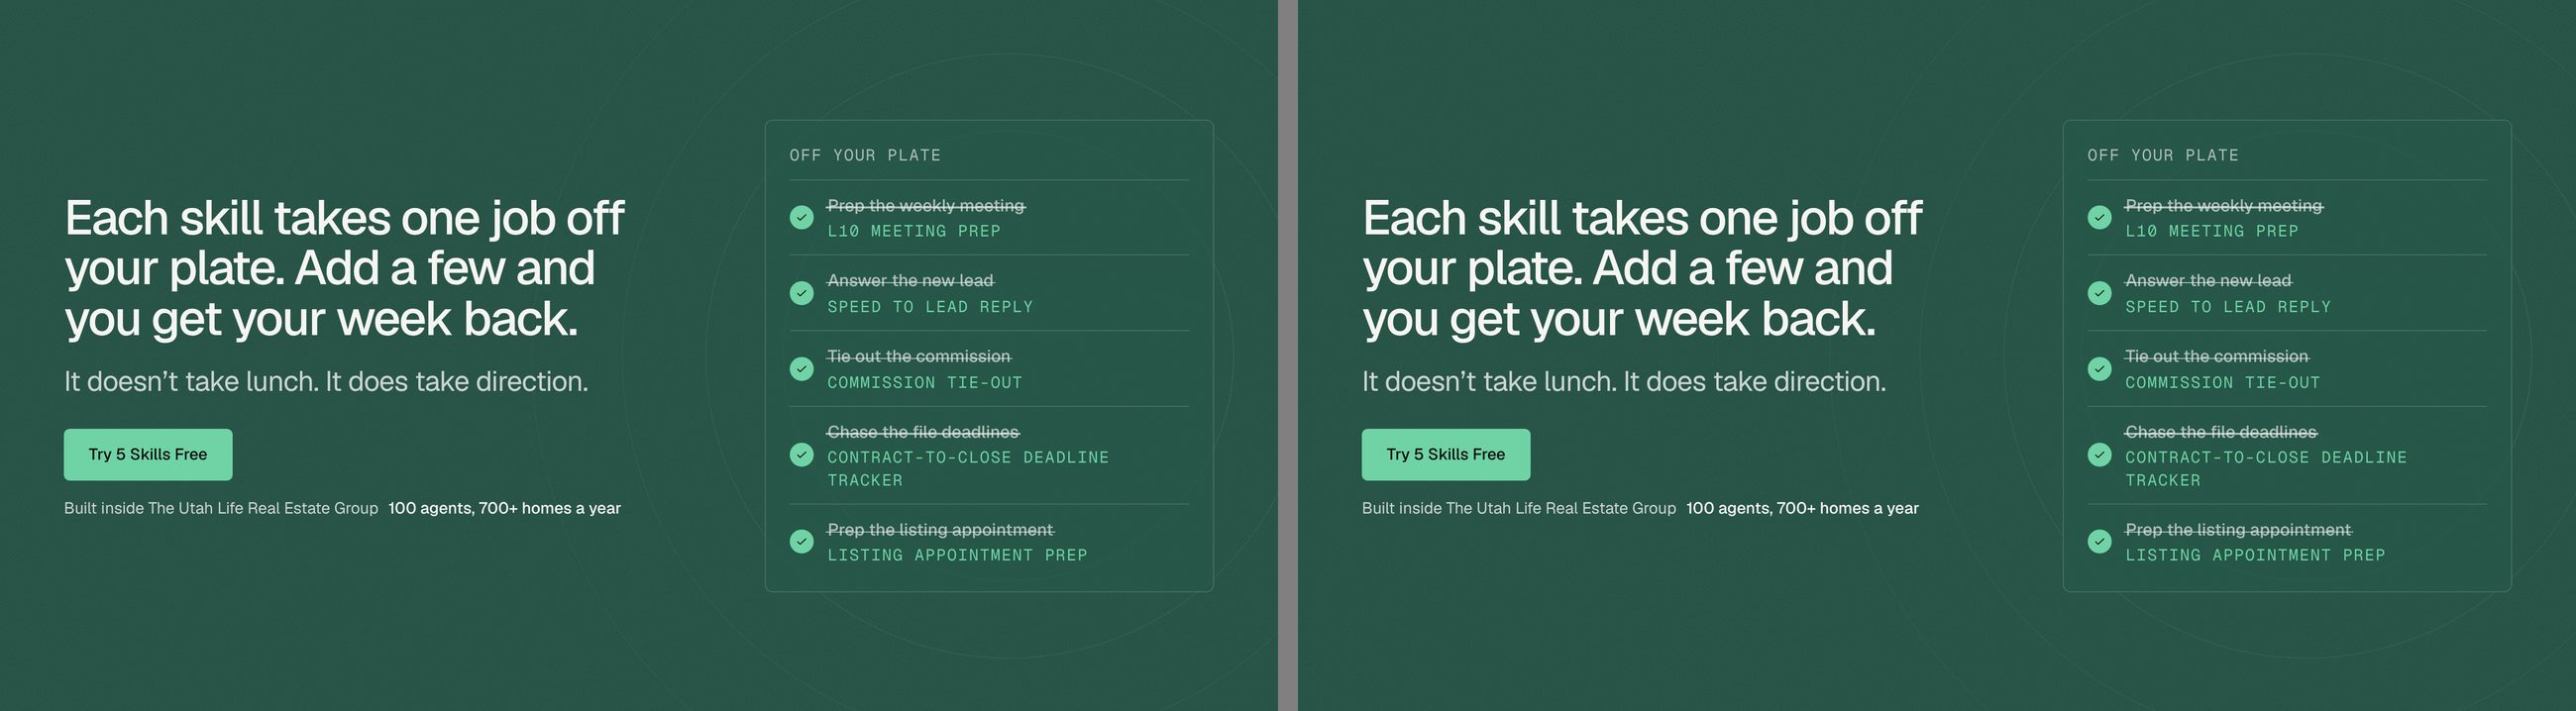 Each skill takes one job off
your plate. Add a few and
you get your week back.
It doesn’t take lunch. It does take direction.
Try 5 Skills Free
Built inside The Utah Life Real Estate Group 100 agents, 700+ homes a year
OFF YOUR PLATE
Prep the weekly meeting
L10 MEETING PREP
Answer the new lead
SPEED TO LEAD REPLY
Tie out the commission
COMMISSION TIE-OUT
Chase the file deadlines
CONTRACT-TO-CLOSE DEADLINE
TRACKER
Prep the listing appointment
LISTING APPOINTMENT PREP
Each skill takes one job off
your plate. Add a few and
you get your week back.
It doesn’t take lunch. It does take direction.
Try 5 Skills Free
Built inside The Utah Life Real Estate Group 100 agents, 700+ homes a year
OFF YOUR PLATE
Prep the weekly meeting
L10 MEETING PREP
Answer the new lead
SPEED TO LEAD REPLY
Tie out the commission
COMMISSION TIE-OUT
Chase the file deadlines
CONTRACT-TO-CLOSE DEADLINE
TRACKER
Prep the listing appointment
LISTING APPOINTMENT PREP